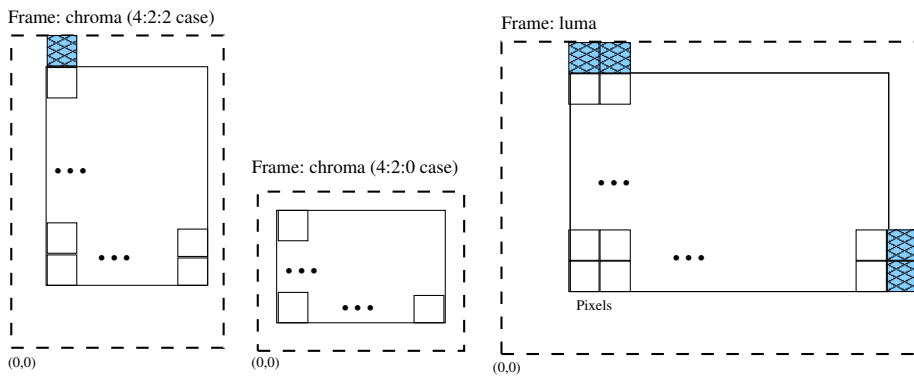 Frame: chroma (4:2:2 case)
Frame: luma
Frame: chroma (4:2:0 case)
Pixels
(0,0)
(0,0)
(0,0)